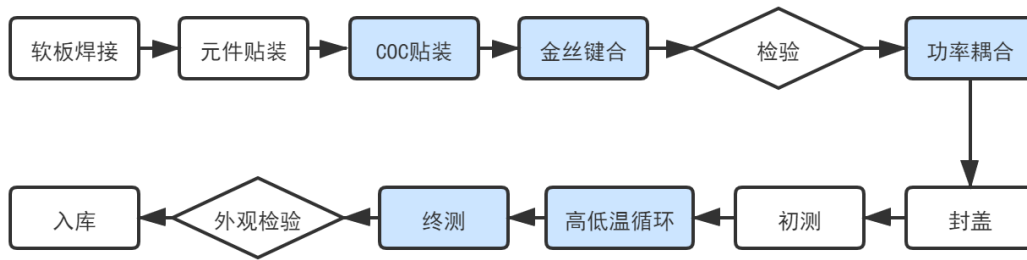 软板焊接
元件贴装
COC贴装
金丝键合
检验
功率耦合
封盖
初测
高低温循环
终测
外观检验
入库